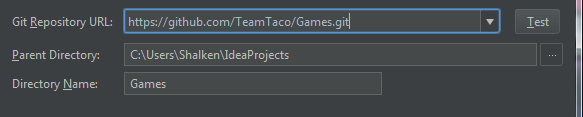 Git Repository URL: https://github.com/TeamTaco/Games.git Test
Parent Directory: C:\Users\Shalken\IdeaProjects ...
Directory Name: Games